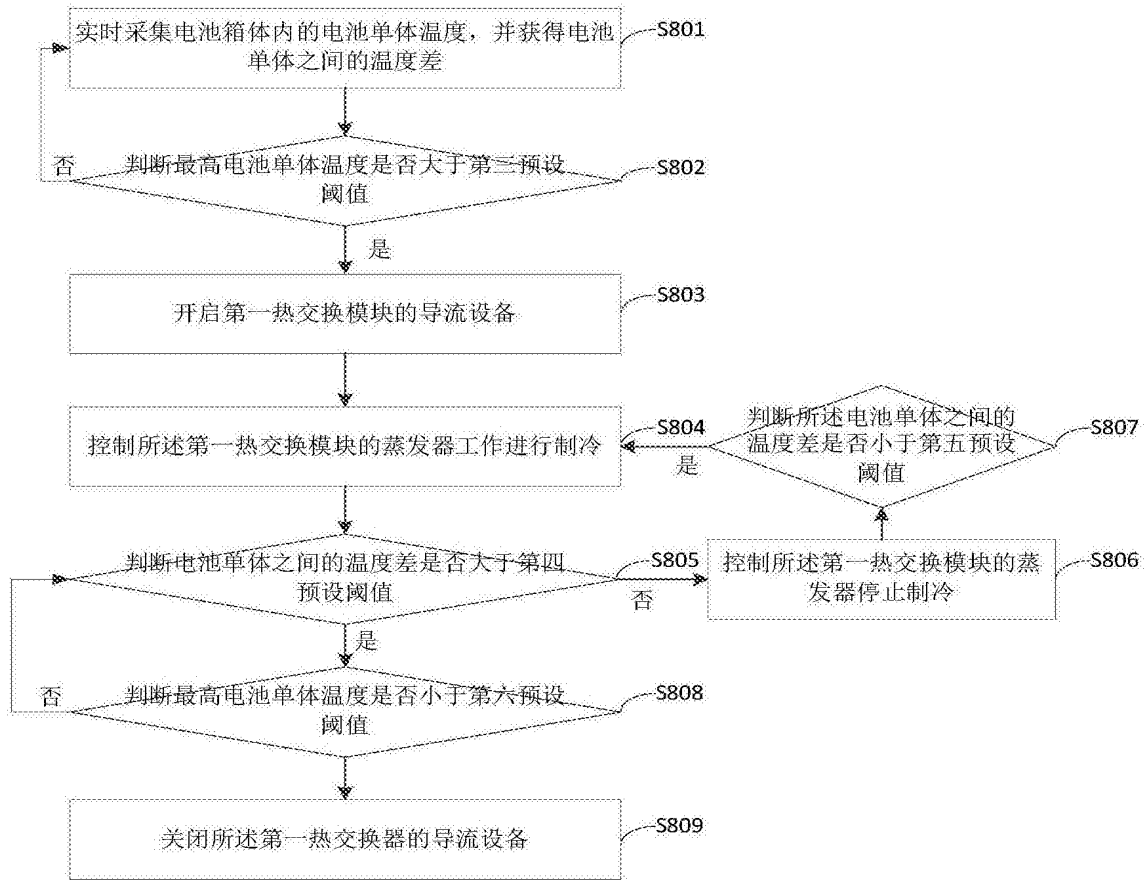 实时采集电池箱体内的电池单体温度，并获得电池
单体之间的温度差
S801
判断最高电池单体温度是否大于第三预设
阈值
S802
否
是
开启第一热交换模块的导流设备
S803
控制所述第一热交换模块的蒸发器工作进行制冷
S804
判断所述电池单体之间的
温度差是否小于第五预设
阈值
S807
是
判断电池单体之间的温度差是否大于第四
预设阈值
S805
否
控制所述第一热交换模块的蒸
发器停止制冷
S806
是
判断最高电池单体温度是否小于第六预设
阈值
S808
否
关闭所述第一热交换器的导流设备
S809